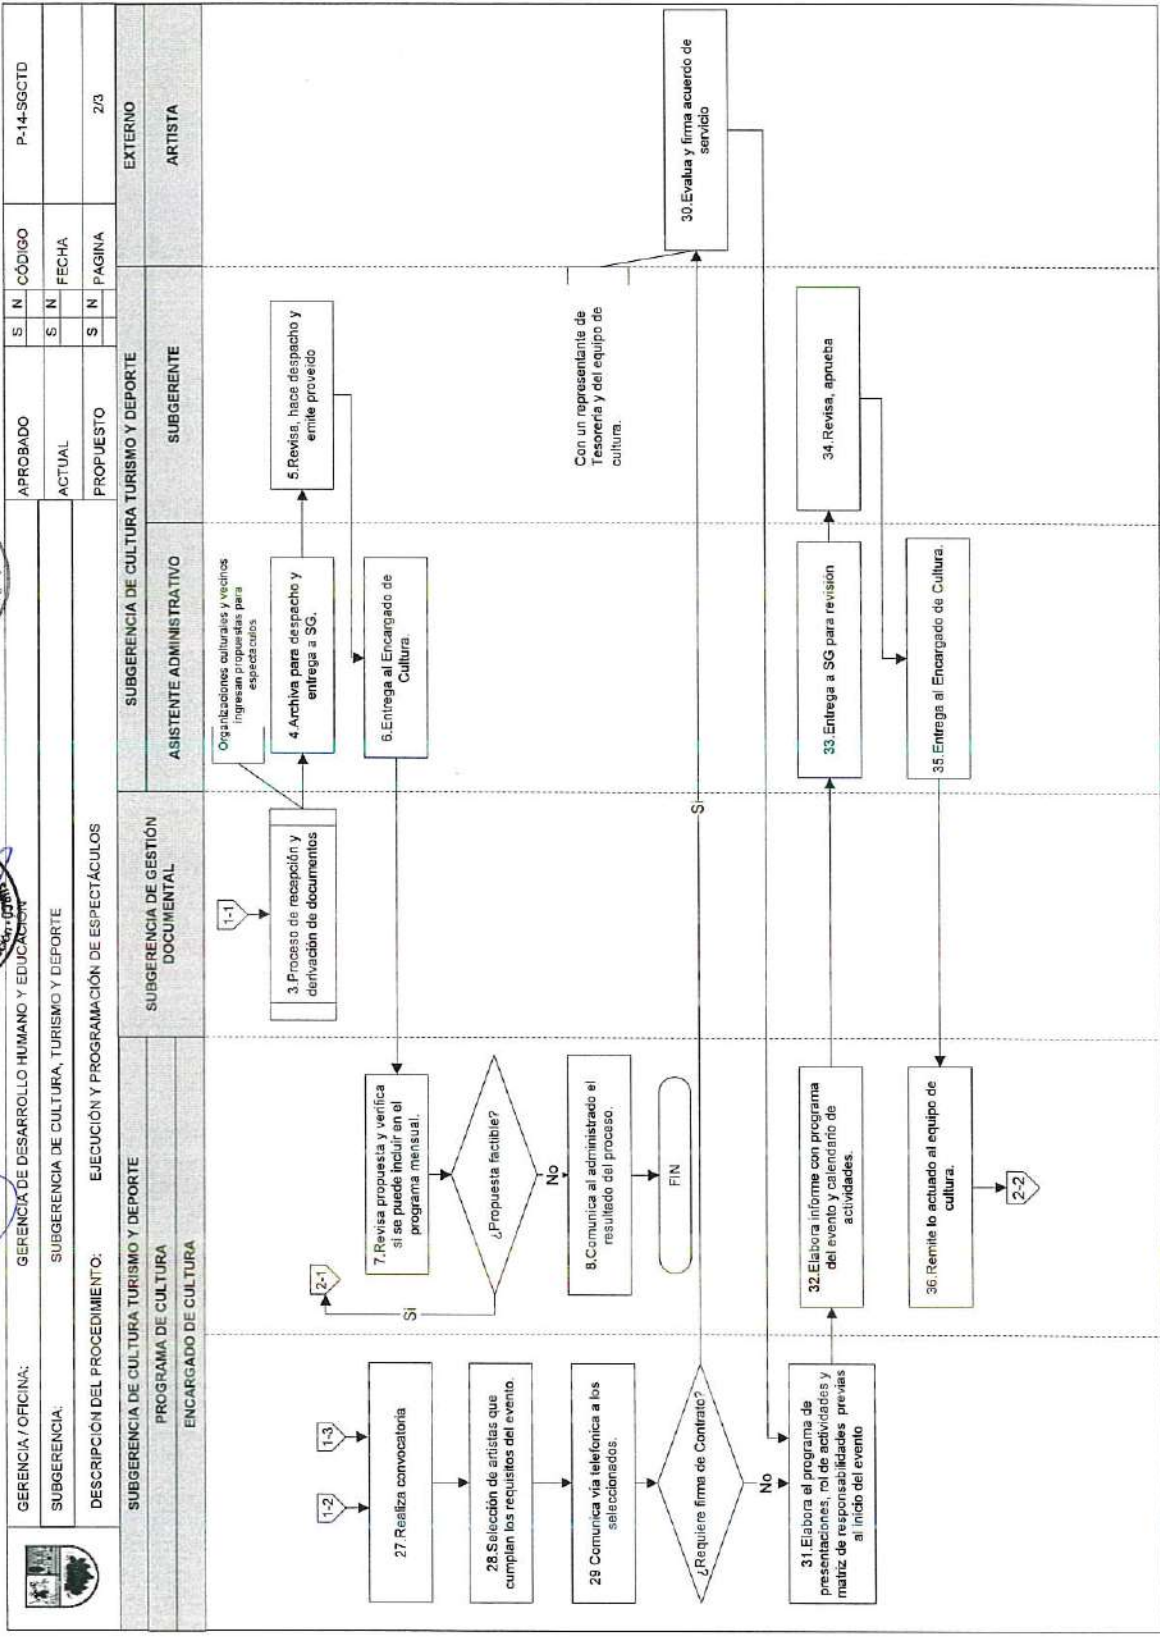 GERENCIA / OFICINA:
GERENCIA DE DESARROLLO HUMANO Y EDUCACIÓN
APROBADO
S
N
CÓDIGO
P-14-SGCTD
SUBGERENCIA:
SUBGERENCIA DE CULTURA, TURISMO Y DEPORTE
ACTUAL
S
N
FECHA
DESCRIPCIÓN DEL PROCEDIMIENTO:
EJECUCIÓN Y PROGRAMACIÓN DE ESPECTÁCULOS
PROPUESTO
S
N
PAGINA
2/3
SUBGERENCIA DE CULTURA TURISMO Y DEPORTE
PROGRAMA DE CULTURA
ENCARGADO DE CULTURA
SUBGERENCIA DE GESTIÓN
DOCUMENTAL
SUBGERENCIA DE CULTURA TURISMO Y DEPORTE
ASISTENTE ADMINISTRATIVO
SUBGERENTE
EXTERNO
ARTISTA
1-1
Organizaciones culturales y vecinos
ingresan propuestas para
espectaculos
3.Proceso de recepción y
derivación de documentos
4.Archiva para despacho y
entrega a SG.
5.Revisa, hace despacho y
emite proveido
6.Entrega al Encargado de
Cultura.
7.Revisa propuesta y verifica
si se puede incluir en el
programa mensual.
2-1
Si
¿Propuesta factible?
No
8.Comunica al administrado el
resultado del proceso.
FIN
1-2
1-3
27.Realiza convocatoria
28.Selección de artistas que
cumplan los requisitos del evento.
29 Comunica vía telefonica a los
seleccionados.
¿Requiere firma de Contrato?
Si
No
Con un representante de
Tesorería y del equipo de
cultura.
30.Evalua y firma acuerdo de
servicio
31.Elabora el programa de
presentaciones, rol de actividades y
matriz de responsabilidades previas
al inicio del evento
32.Elabora informe con programa
del evento y calendario de
actividades.
33.Entrega a SG para revisión
34.Revisa, aprueba
35.Entrega al Encargado de Cultura.
36.Remite lo actuado al equipo de
cultura.
2-2